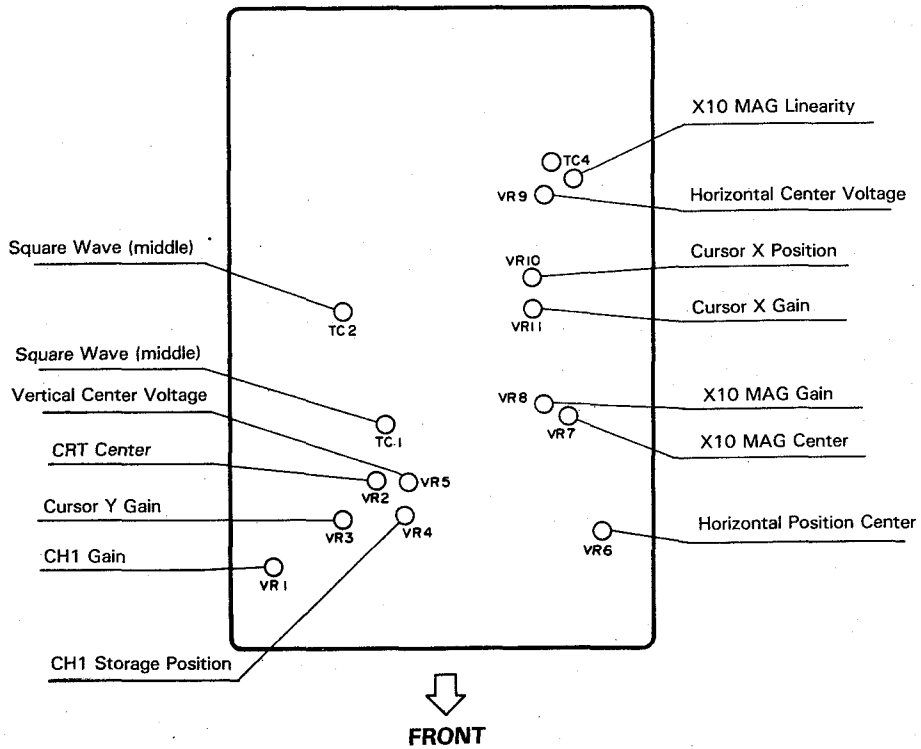 X10 MAG Linearity
TC4
VR9
Horizontal Center Voltage
Square Wave (middle)
VR10
Cursor X Position
TC2
VR11
Cursor X Gain
Square Wave (middle)
Vertical Center Voltage
VR8
X10 MAG Gain
TC1
VR7
X10 MAG Center
CRT Center
VR2
VR5
Cursor Y Gain
VR3
VR4
VR6
Horizontal Position Center
CH1 Gain
VR1
CH1 Storage Position
FRONT